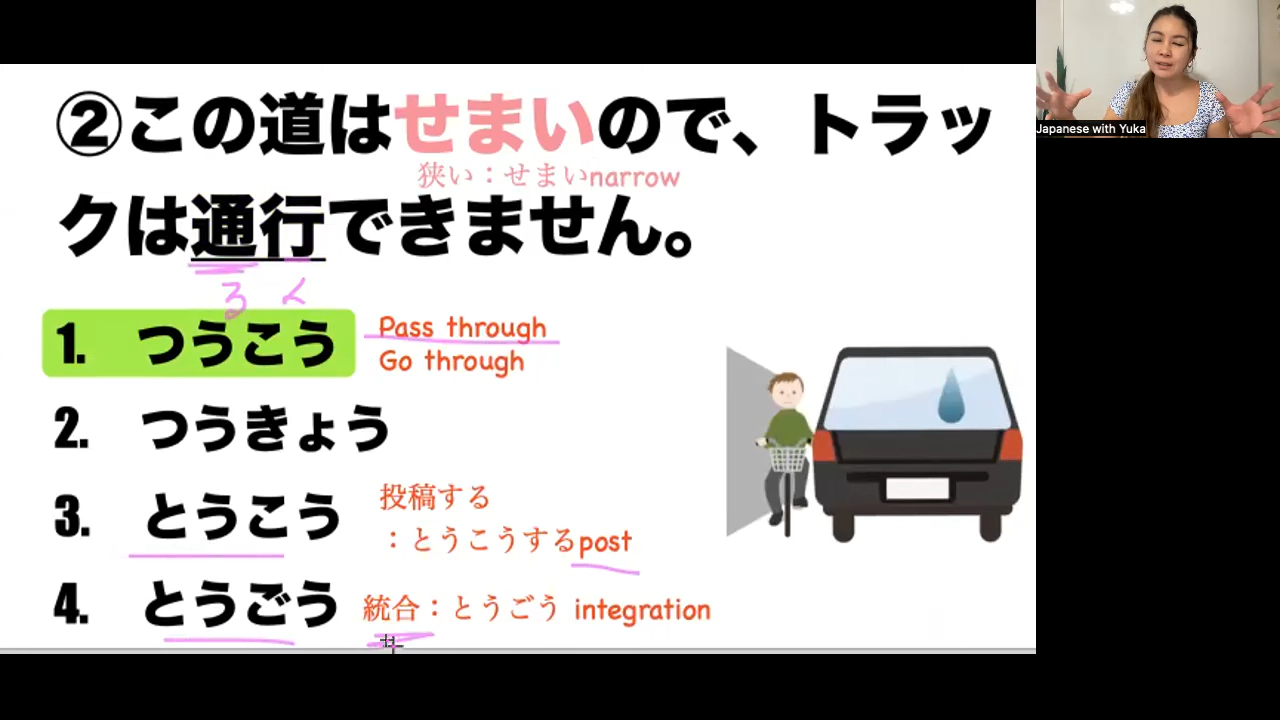 ②この道はせまいので、トラッ
狭い：せまいnarrow
クは通行できません。
る く
1. つうこう
Pass through
Go through
2. つうきょう
3. とうこう
投稿する
：とうこうするpost
4. とうごう
統合：とうごう integration
Japanese with Yuka